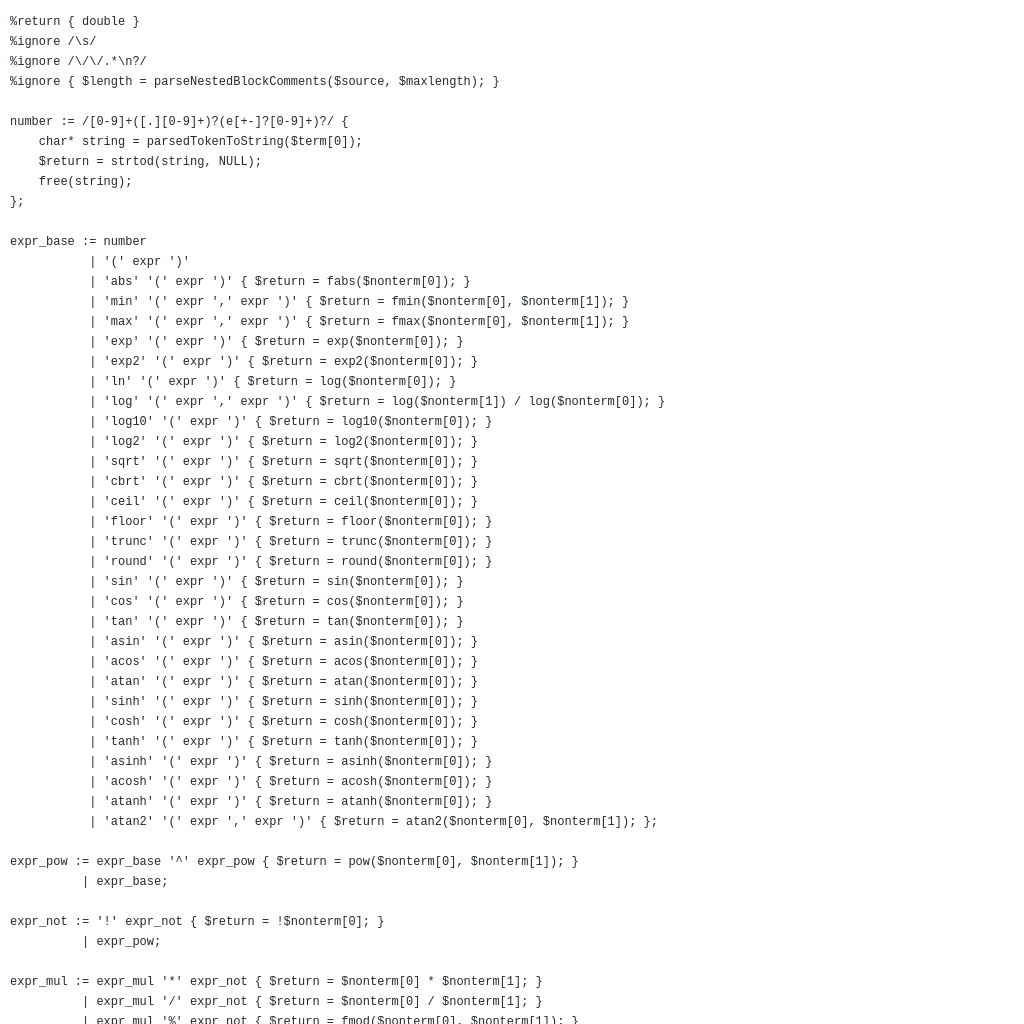 %return { double }
%ignore /\s/
%ignore /\/\/.*\n?/
%ignore { $length = parseNestedBlockComments($source, $maxlength); }

number := /[0-9]+([.][0-9]+)?(e[+-]?[0-9]+)?/ {
    char* string = parsedTokenToString($term[0]);
    $return = strtod(string, NULL);
    free(string);
};

expr_base := number
           | '(' expr ')'
           | 'abs' '(' expr ')' { $return = fabs($nonterm[0]); }
           | 'min' '(' expr ',' expr ')' { $return = fmin($nonterm[0], $nonterm[1]); }
           | 'max' '(' expr ',' expr ')' { $return = fmax($nonterm[0], $nonterm[1]); }
           | 'exp' '(' expr ')' { $return = exp($nonterm[0]); }
           | 'exp2' '(' expr ')' { $return = exp2($nonterm[0]); }
           | 'ln' '(' expr ')' { $return = log($nonterm[0]); }
           | 'log' '(' expr ',' expr ')' { $return = log($nonterm[1]) / log($nonterm[0]); }
           | 'log10' '(' expr ')' { $return = log10($nonterm[0]); }
           | 'log2' '(' expr ')' { $return = log2($nonterm[0]); }
           | 'sqrt' '(' expr ')' { $return = sqrt($nonterm[0]); }
           | 'cbrt' '(' expr ')' { $return = cbrt($nonterm[0]); }
           | 'ceil' '(' expr ')' { $return = ceil($nonterm[0]); }
           | 'floor' '(' expr ')' { $return = floor($nonterm[0]); }
           | 'trunc' '(' expr ')' { $return = trunc($nonterm[0]); }
           | 'round' '(' expr ')' { $return = round($nonterm[0]); }
           | 'sin' '(' expr ')' { $return = sin($nonterm[0]); }
           | 'cos' '(' expr ')' { $return = cos($nonterm[0]); }
           | 'tan' '(' expr ')' { $return = tan($nonterm[0]); }
           | 'asin' '(' expr ')' { $return = asin($nonterm[0]); }
           | 'acos' '(' expr ')' { $return = acos($nonterm[0]); }
           | 'atan' '(' expr ')' { $return = atan($nonterm[0]); }
           | 'sinh' '(' expr ')' { $return = sinh($nonterm[0]); }
           | 'cosh' '(' expr ')' { $return = cosh($nonterm[0]); }
           | 'tanh' '(' expr ')' { $return = tanh($nonterm[0]); }
           | 'asinh' '(' expr ')' { $return = asinh($nonterm[0]); }
           | 'acosh' '(' expr ')' { $return = acosh($nonterm[0]); }
           | 'atanh' '(' expr ')' { $return = atanh($nonterm[0]); }
           | 'atan2' '(' expr ',' expr ')' { $return = atan2($nonterm[0], $nonterm[1]); };

expr_pow := expr_base '^' expr_pow { $return = pow($nonterm[0], $nonterm[1]); }
          | expr_base;

expr_not := '!' expr_not { $return = !$nonterm[0]; }
          | expr_pow;

expr_mul := expr_mul '*' expr_not { $return = $nonterm[0] * $nonterm[1]; }
          | expr_mul '/' expr_not { $return = $nonterm[0] / $nonterm[1]; }
          | expr_mul '%' expr_not { $return = fmod($nonterm[0], $nonterm[1]); }